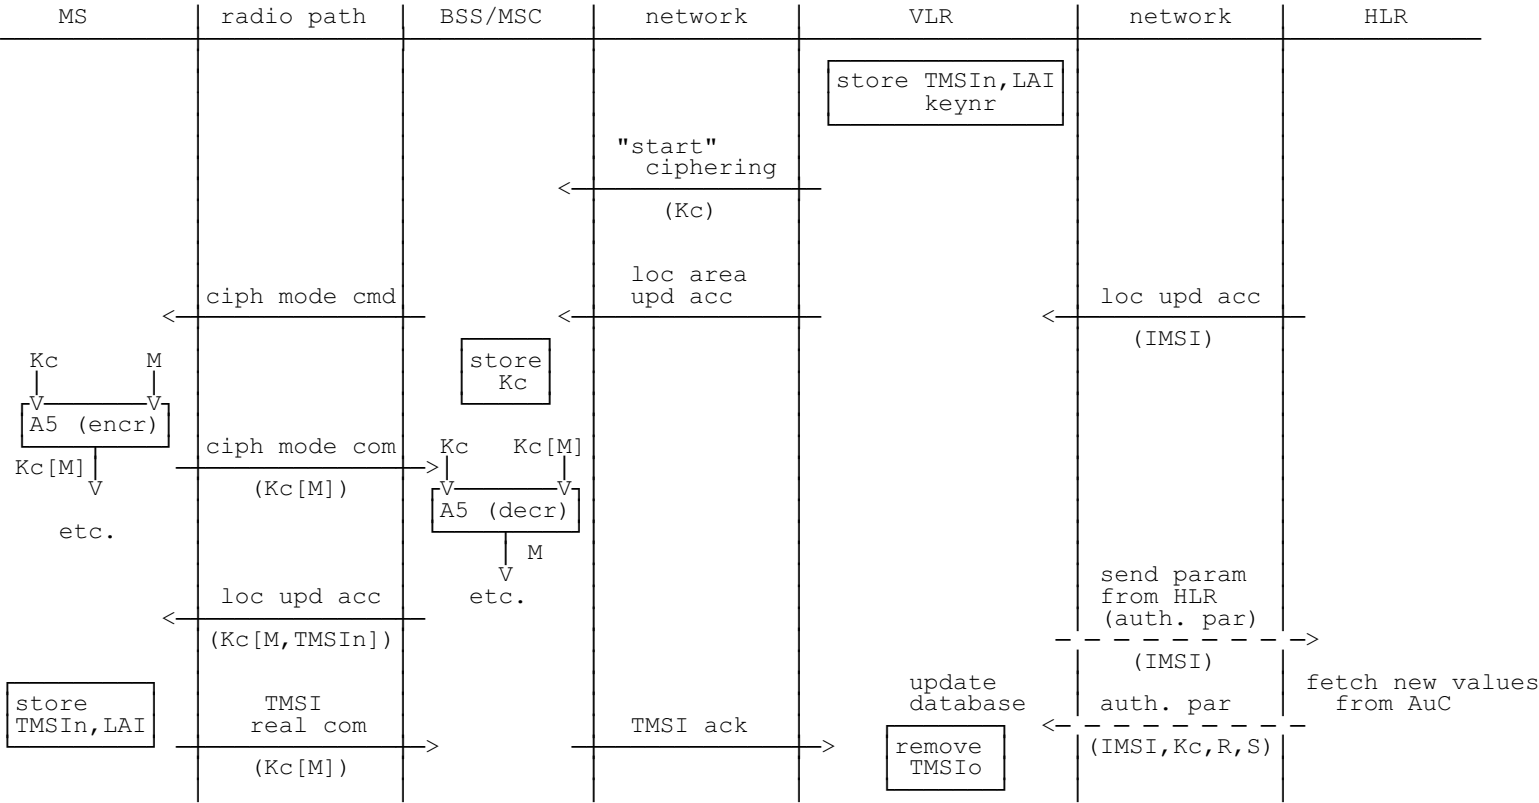 MS radio path BSS/MSC network VLR network HLR
store TMSIn,LAI
keynr
"start"
ciphering
(Kc)
loc area
ciph mode cmd upd acc loc upd acc
(IMSI)
store
Kc M
Kc
A5 (encr)
ciph mode com Kc Kc[M]
Kc[M]
(Kc[M])
A5 (decr)
etc.
M
send param
loc upd acc etc. from HLR
(auth. par)
(Kc[M,TMSIn])
(IMSI)
update fetch new values
store TMSI database auth. par from AuC
TMSIn,LAI real com TMSI ack
remove (IMSI,Kc,R,S)
(Kc[M]) TMSIo